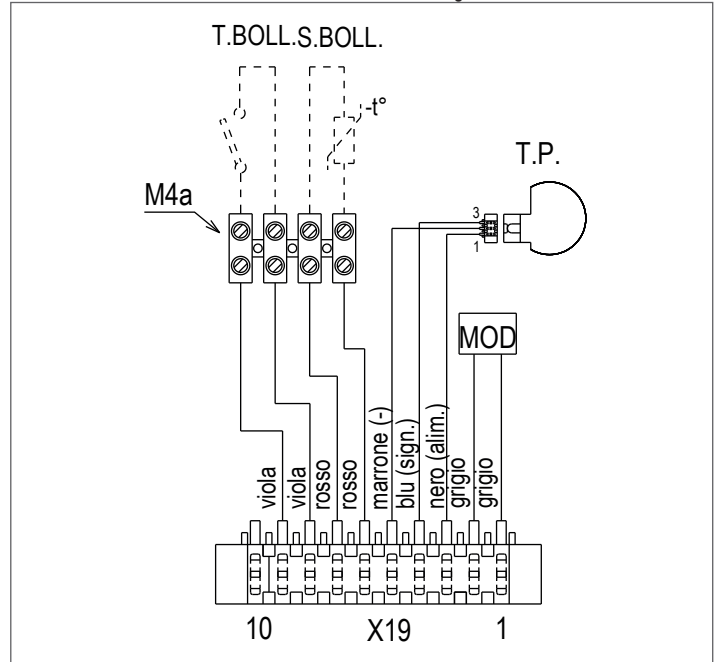 T.BOLL. S.BOLL.
-t°
T.P.
M4a
3
1
MOD
viola
viola
rosso
rosso
marrone (-)
blu (sign.)
nero (alim.)
grigio
grigio
10
X19
1